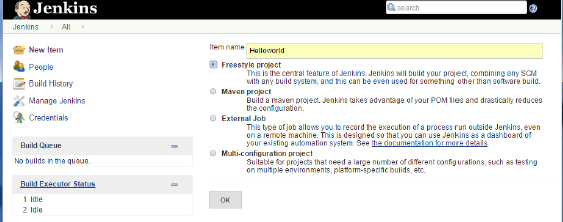 Jenkins
search
Jenkins
All
New Item
People
Build History
Manage Jenkins
Credentials
Build Queue
No builds in the queue.
Build Executor Status
1 Idle
2 Idle
Item name Helloworld
Freestyle project
This is the central feature of Jenkins. Jenkins will build your project, combining any SCM
with any build system, and this can be even used for something other than software build.
Maven project
Build a maven project. Jenkins takes advantage of your POM files and drastically reduces
the configuration.
External Job
This type of job allows you to record the execution of a process run outside Jenkins, even
on a remote machine. This is designed so that you can use Jenkins as a dashboard of
your existing automation system. See the documentation for more details.
Multi-configuration project
Suitable for projects that need a large number of different configurations, such as testing
on multiple environments, platform-specific builds, etc.
OK